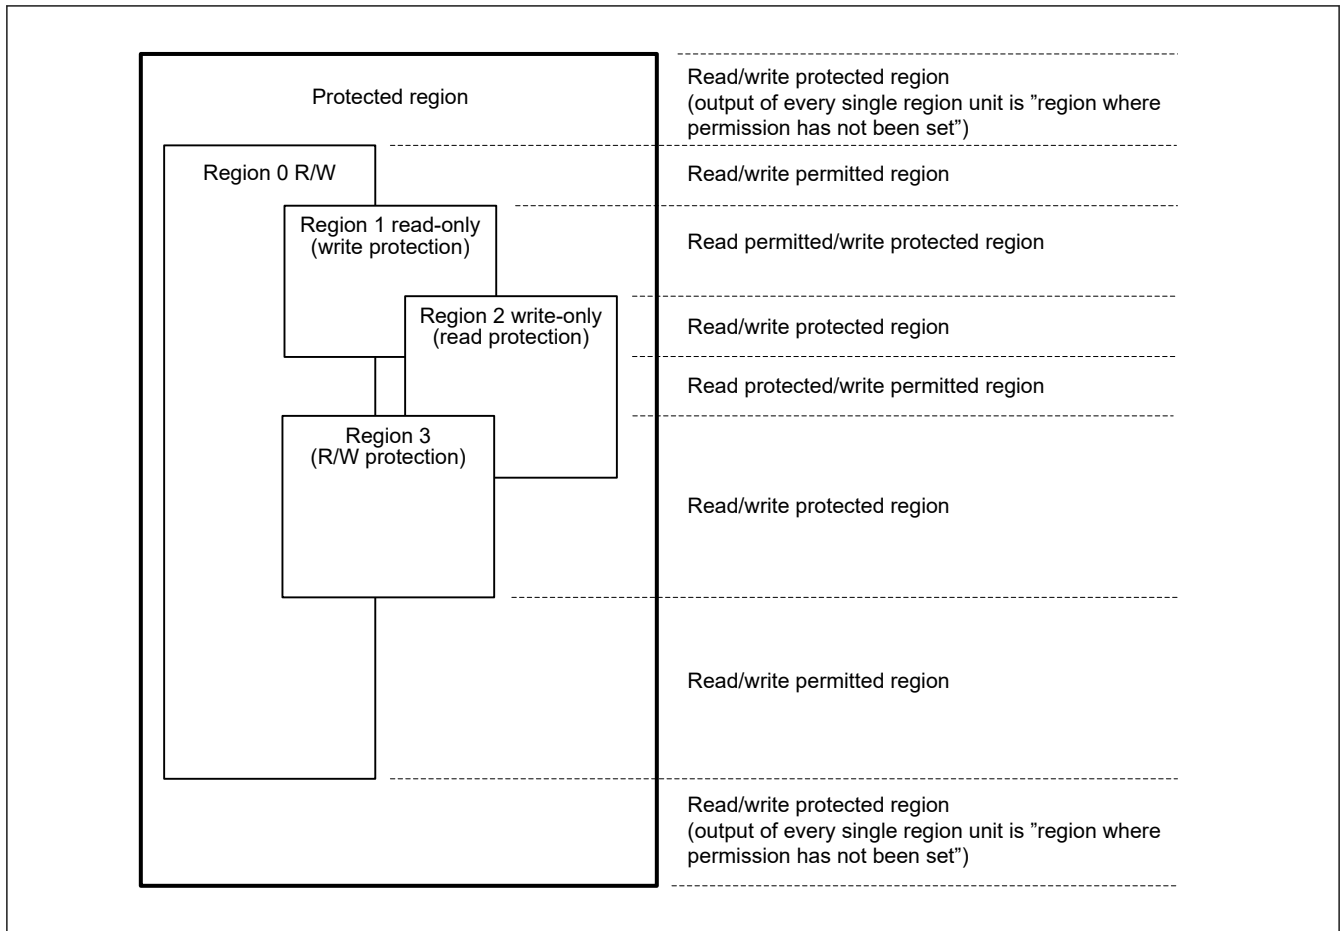 Protected region
Read/write protected region
(output of every single region unit is ”region where
permission has not been set”)
Region 0 R/W
Read/write permitted region
Region 1 read-only
(write protection)
Read permitted/write protected region
Region 2 write-only
(read protection)
Read/write protected region
Read protected/write permitted region
Region 3
(R/W protection)
Read/write protected region
Read/write permitted region
Read/write protected region
(output of every single region unit is ”region where
permission has not been set”)